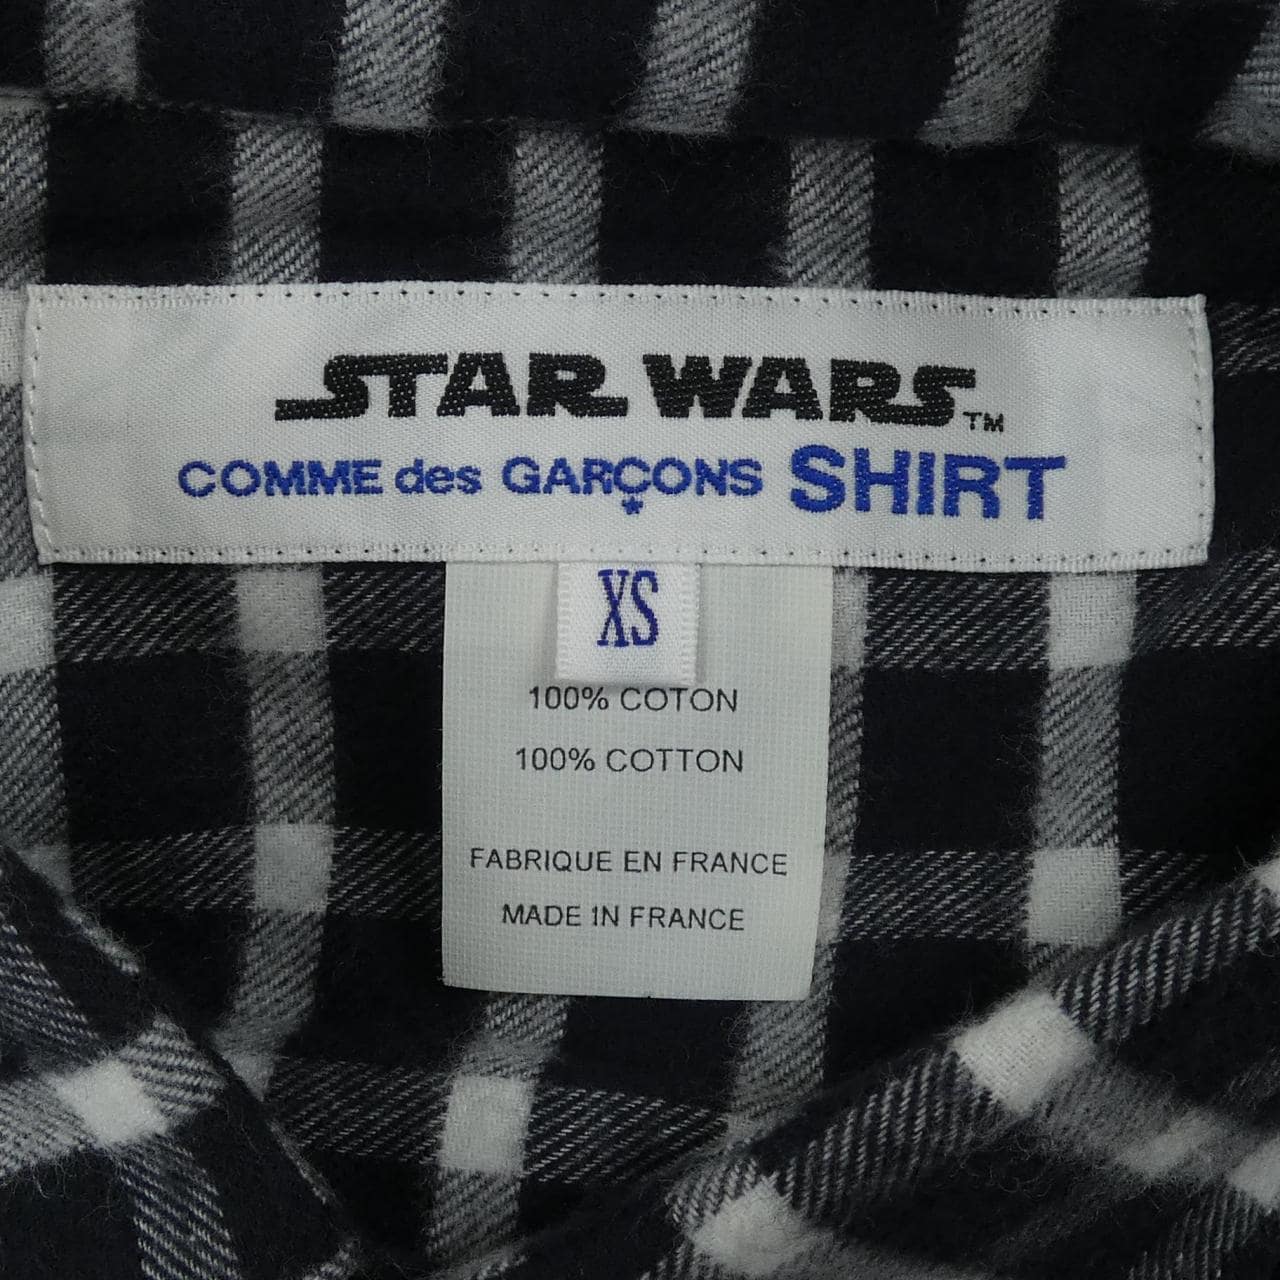 STAR WARS™
COMME des GARÇONS SHIRT
XS
100% COTON
100% COTTON
FABRIQUE EN FRANCE
MADE IN FRANCE